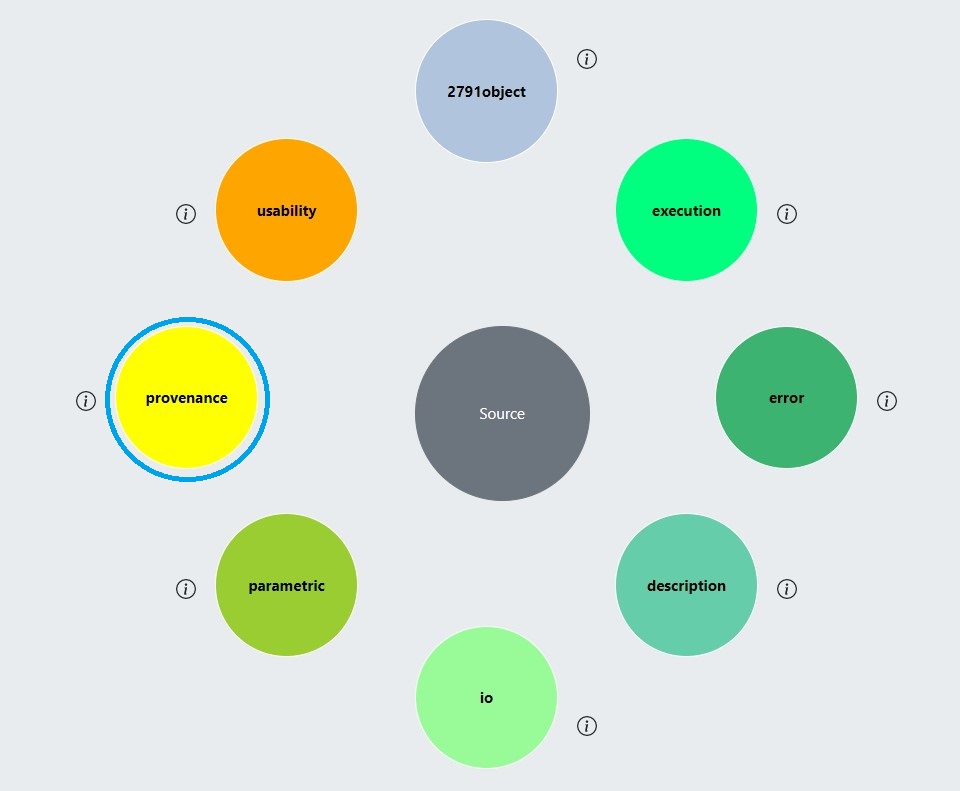 2791object
usability
execution
provenance
Source
error
parametric
description
io